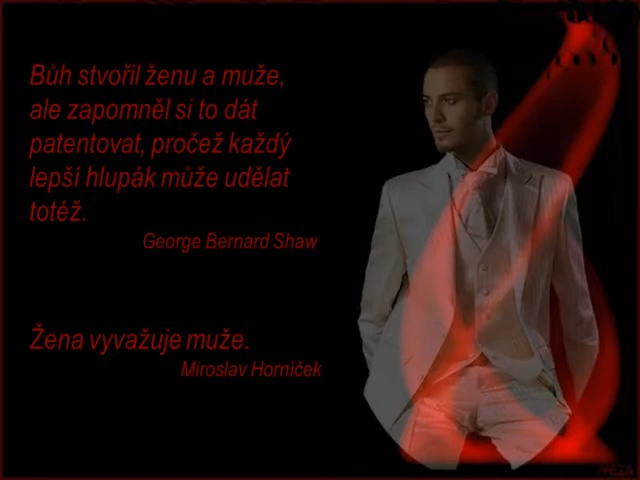 Bůh stvořil ženu a muže,
ale zapomněl si to dát
patentovat, pročež každý
lepší hlupák může udělat
totéž.
George Bernard Shaw
Žena vyvažuje muže.
Miroslav Horníček